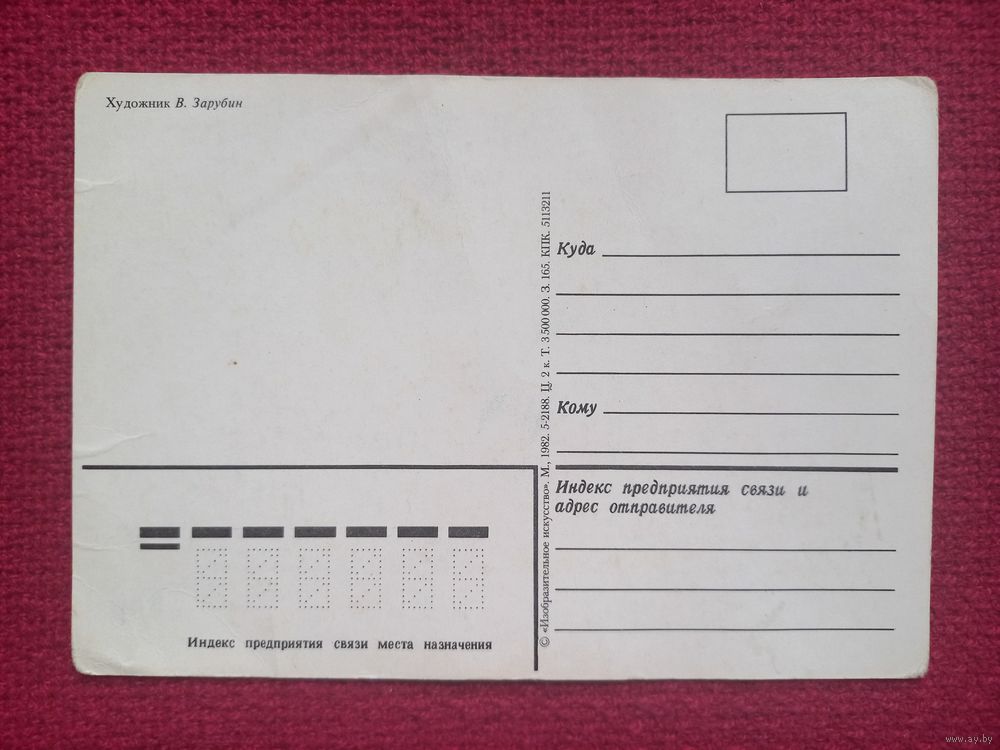 Художник В. Зарубин
Куда
Кому
Индекс предприятия связи и
адрес отправителя
© «Изобразительное искусство». М., 1982. 5-2188. Ц. 2 к. Т. 3 500 000. З. 165. КПК. 5113211
Индекс предприятия связи места назначения
www.ay.by